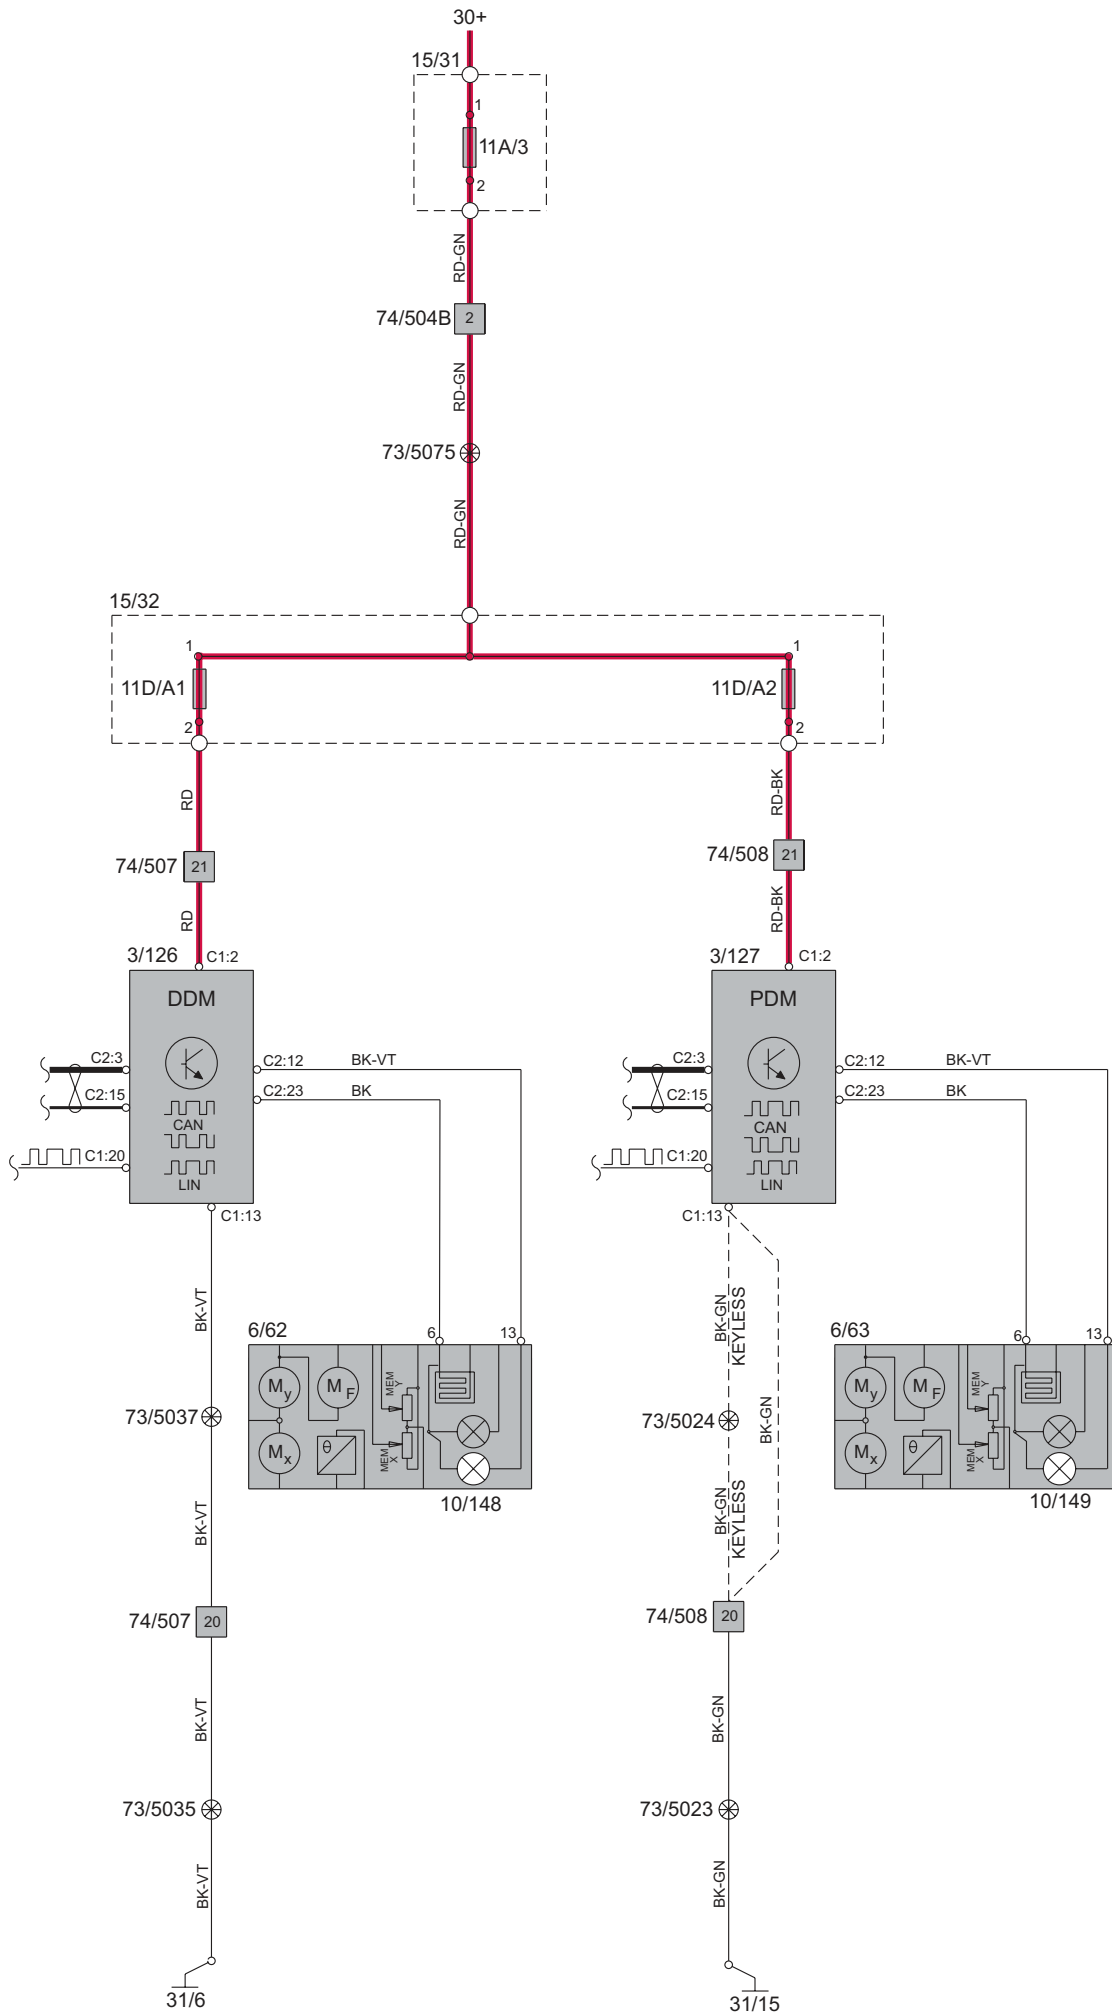 30+
15/31
1
11A/3
2
RD-GN
74/504B
2
RD-GN
73/5075
RD-GN
15/32
1
1
11D/A1
11D/A2
2
2
RD
RD-BK
74/507
21
74/508
21
RD
RD-BK
3/126
C1:2
3/127
C1:2
DDM
PDM
C2:3
C2:12
BK-VT
C2:3
C2:12
BK-VT
C2:15
C2:23
BK
C2:15
C2:23
BK
CAN
CAN
C1:20
C1:20
LIN
LIN
C1:13
C1:13
BK-VT
BK-GN
KEYLESS
6/62
6
13
6/63
6
13
My
MF
MEM
Y
My
MF
MEM
Y
73/5037
73/5024
BK-GN
Mx
θ
MEM
X
Mx
θ
MEM
X
10/148
10/149
BK-VT
BK-GN
KEYLESS
74/507
20
74/508
20
BK-VT
BK-GN
73/5035
73/5023
BK-VT
BK-GN
31/6
31/15